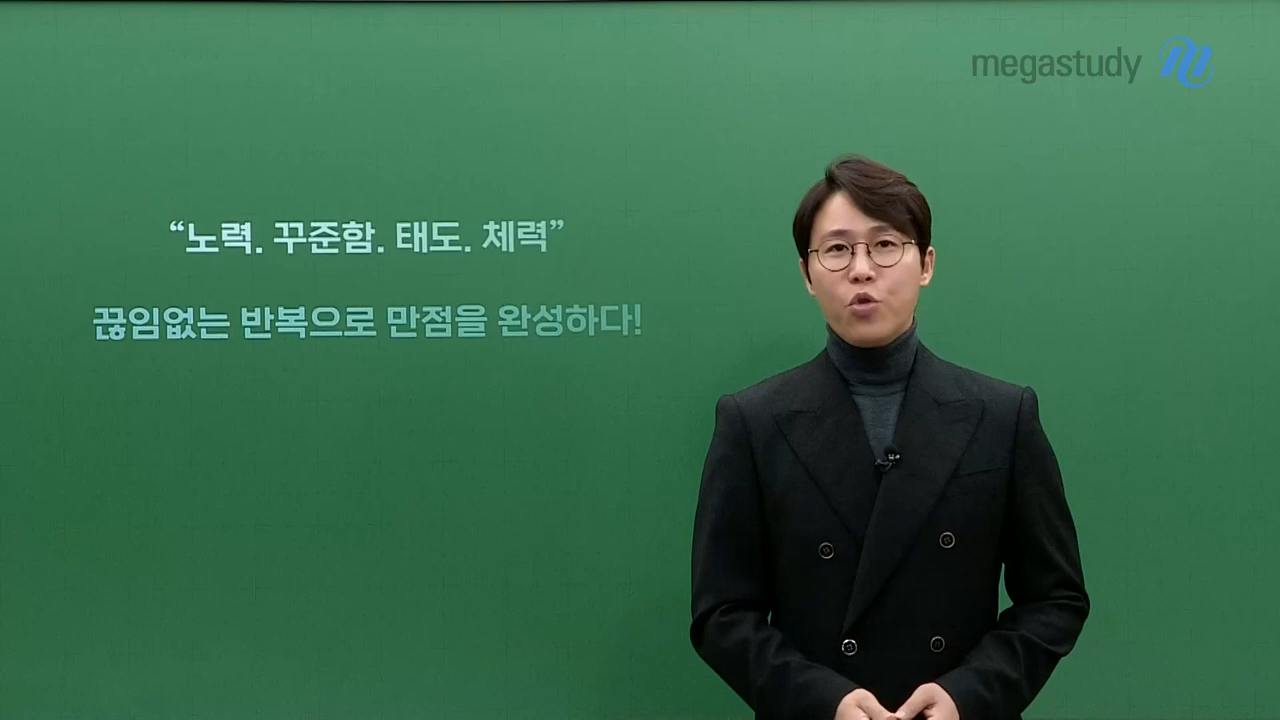 megastudy
“노력. 꾸준함. 태도. 체력”
끊임없는 반복으로 만점을 완성하다!